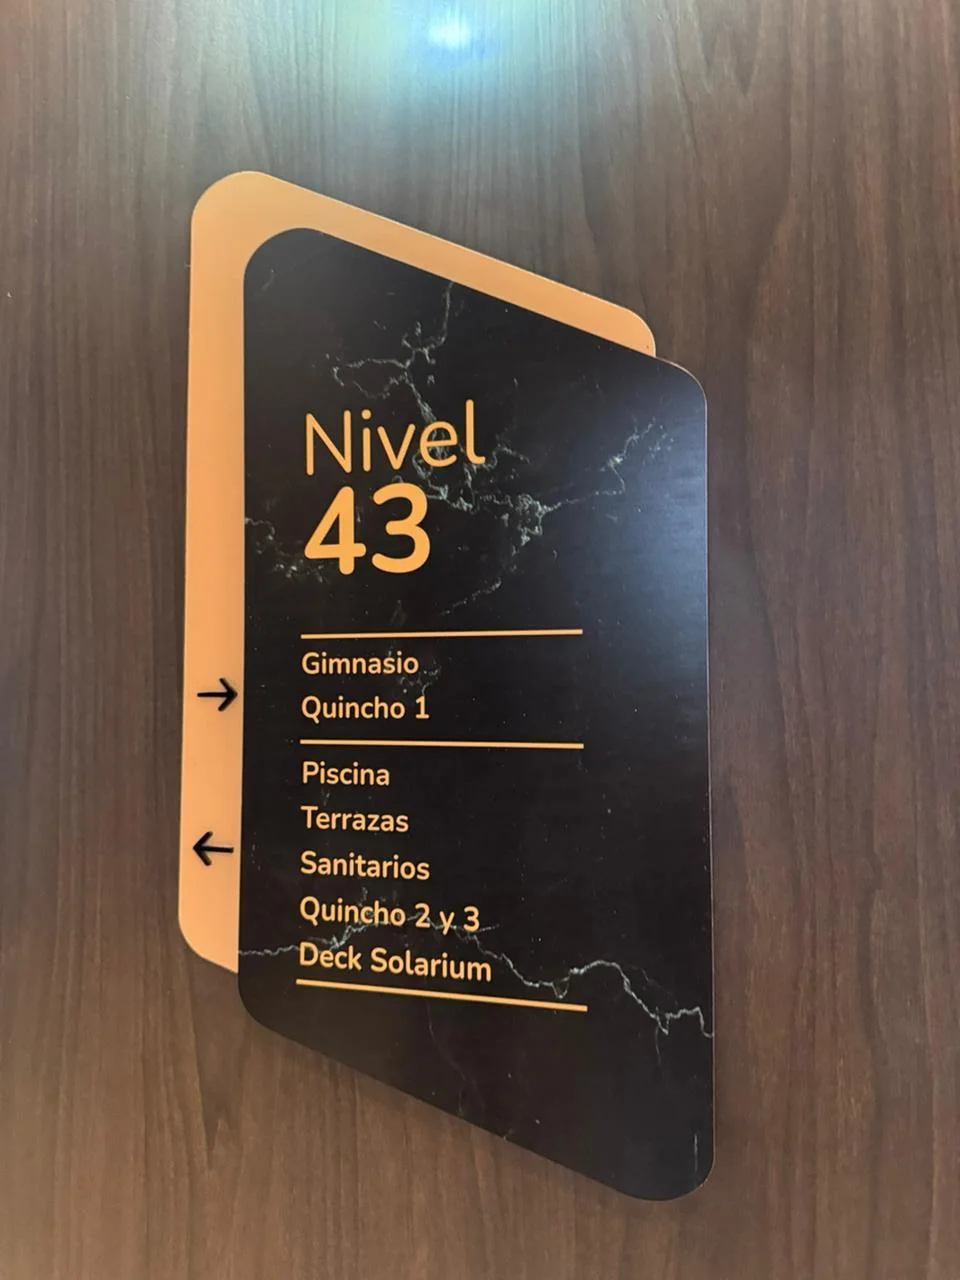 Nivel
43
Gimnasio
→ Quincho 1
Piscina
Terrazas
← Sanitarios
Quincho 2 y 3
Deck Solarium